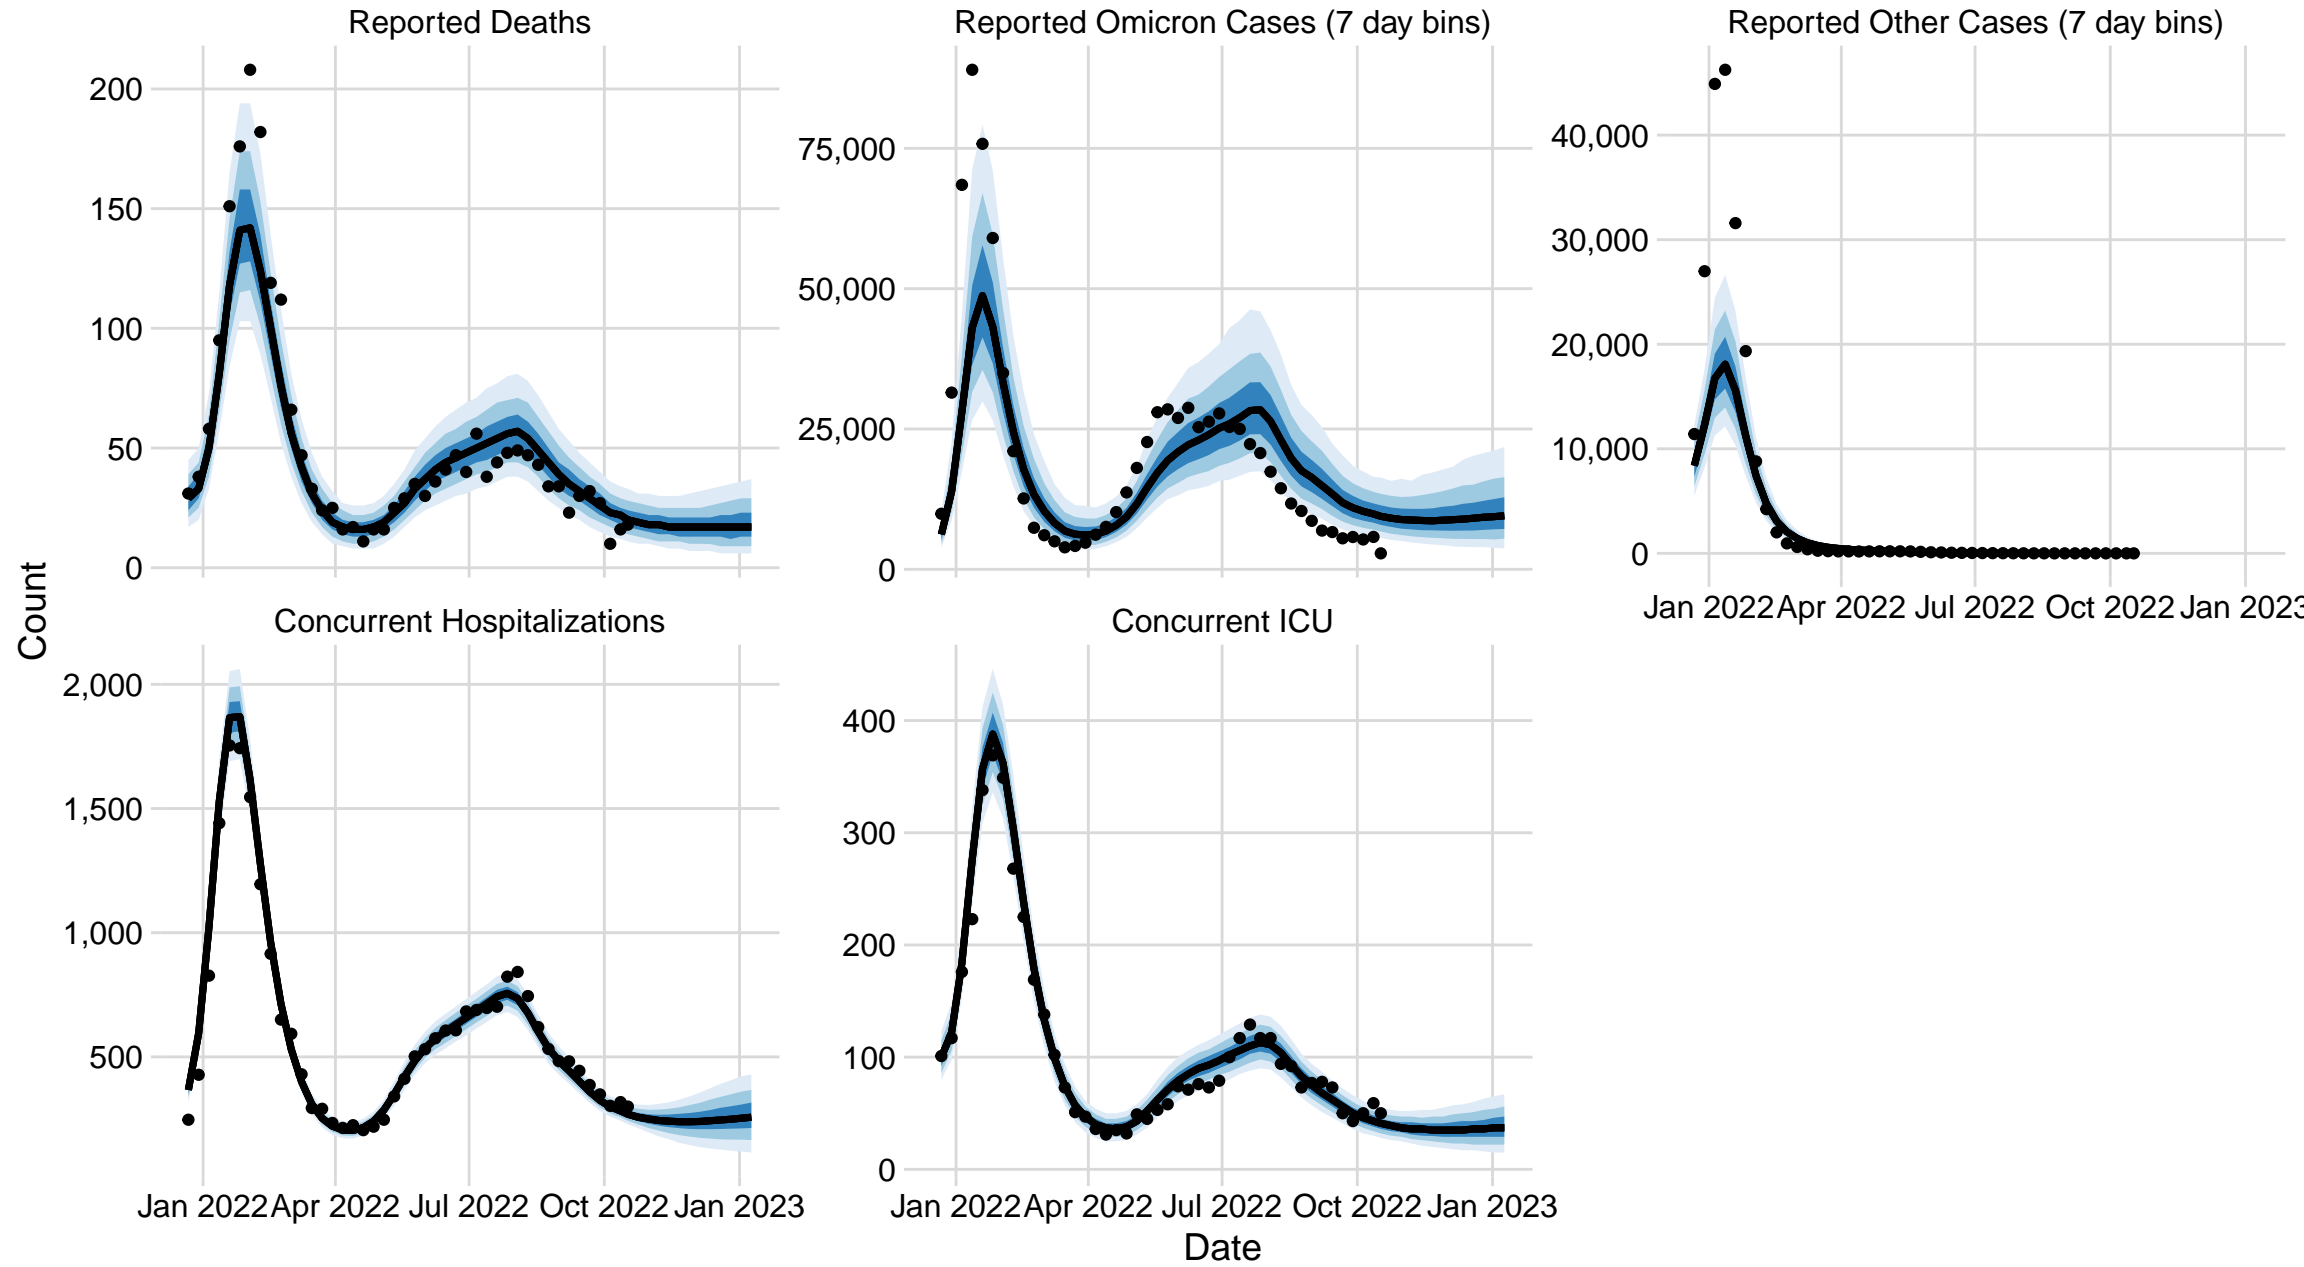 Reported Deaths
Reported Omicron Cases (7 day bins)
Reported Other Cases (7 day bins)
200
150
100
50
0
75,000
50,000
25,000
0
40,000
30,000
20,000
10,000
0
Jan 2022 Apr 2022 Jul 2022 Oct 2022 Jan 2023
Count
Concurrent Hospitalizations
Concurrent ICU
2,000
1,500
1,000
500
400
300
200
100
0
Jan 2022 Apr 2022 Jul 2022 Oct 2022 Jan 2023
Jan 2022 Apr 2022 Jul 2022 Oct 2022 Jan 2023
Date